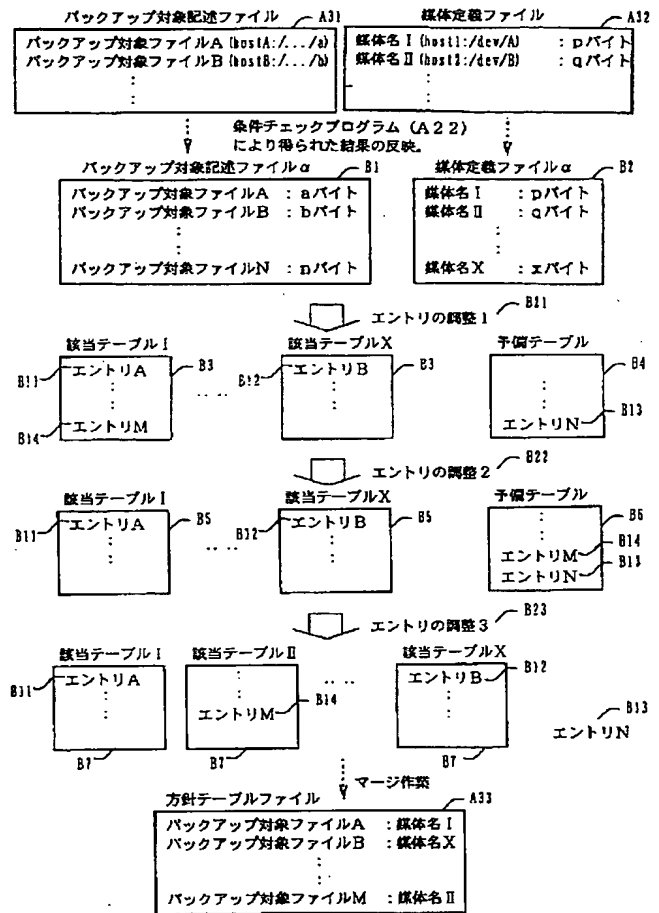 バックアップ対象記述ファイル A31
バックアップ対象ファイルA (hostA:/.../a)
バックアップ対象ファイルB (hostB:/.../b)
媒体定義ファイル A32
媒体名Ⅰ (host1:/dev/A) : pバイト
媒体名Ⅱ (host2:/dev/B) : qバイト
条件チェックプログラム (A22)
により得られた結果の反映。
バックアップ対象記述ファイルα B1
バックアップ対象ファイルA : aバイト
バックアップ対象ファイルB : bバイト
バックアップ対象ファイルN : nバイト
媒体定義ファイルα B2
媒体名Ⅰ : pバイト
媒体名Ⅱ : qバイト
媒体名X : xバイト
エントリの調整1 B21
該当テーブルⅠ
B11 エントリA B3
B14 エントリM
該当テーブルX
B12 エントリB B3
予備テーブル
B4
エントリN B13
エントリの調整2 B22
該当テーブルⅠ
B11 エントリA B5
該当テーブルX
B12 エントリB B5
予備テーブル
B6
エントリM B14
エントリN B13
エントリの調整3 B23
該当テーブルⅠ
B11 エントリA
B7
該当テーブルⅡ
エントリM B14
B7
該当テーブルX
エントリB B12
B7
B13
エントリN
マージ作業
方針テーブルファイル A33
バックアップ対象ファイルA : 媒体名Ⅰ
バックアップ対象ファイルB : 媒体名X
バックアップ対象ファイルM : 媒体名Ⅱ